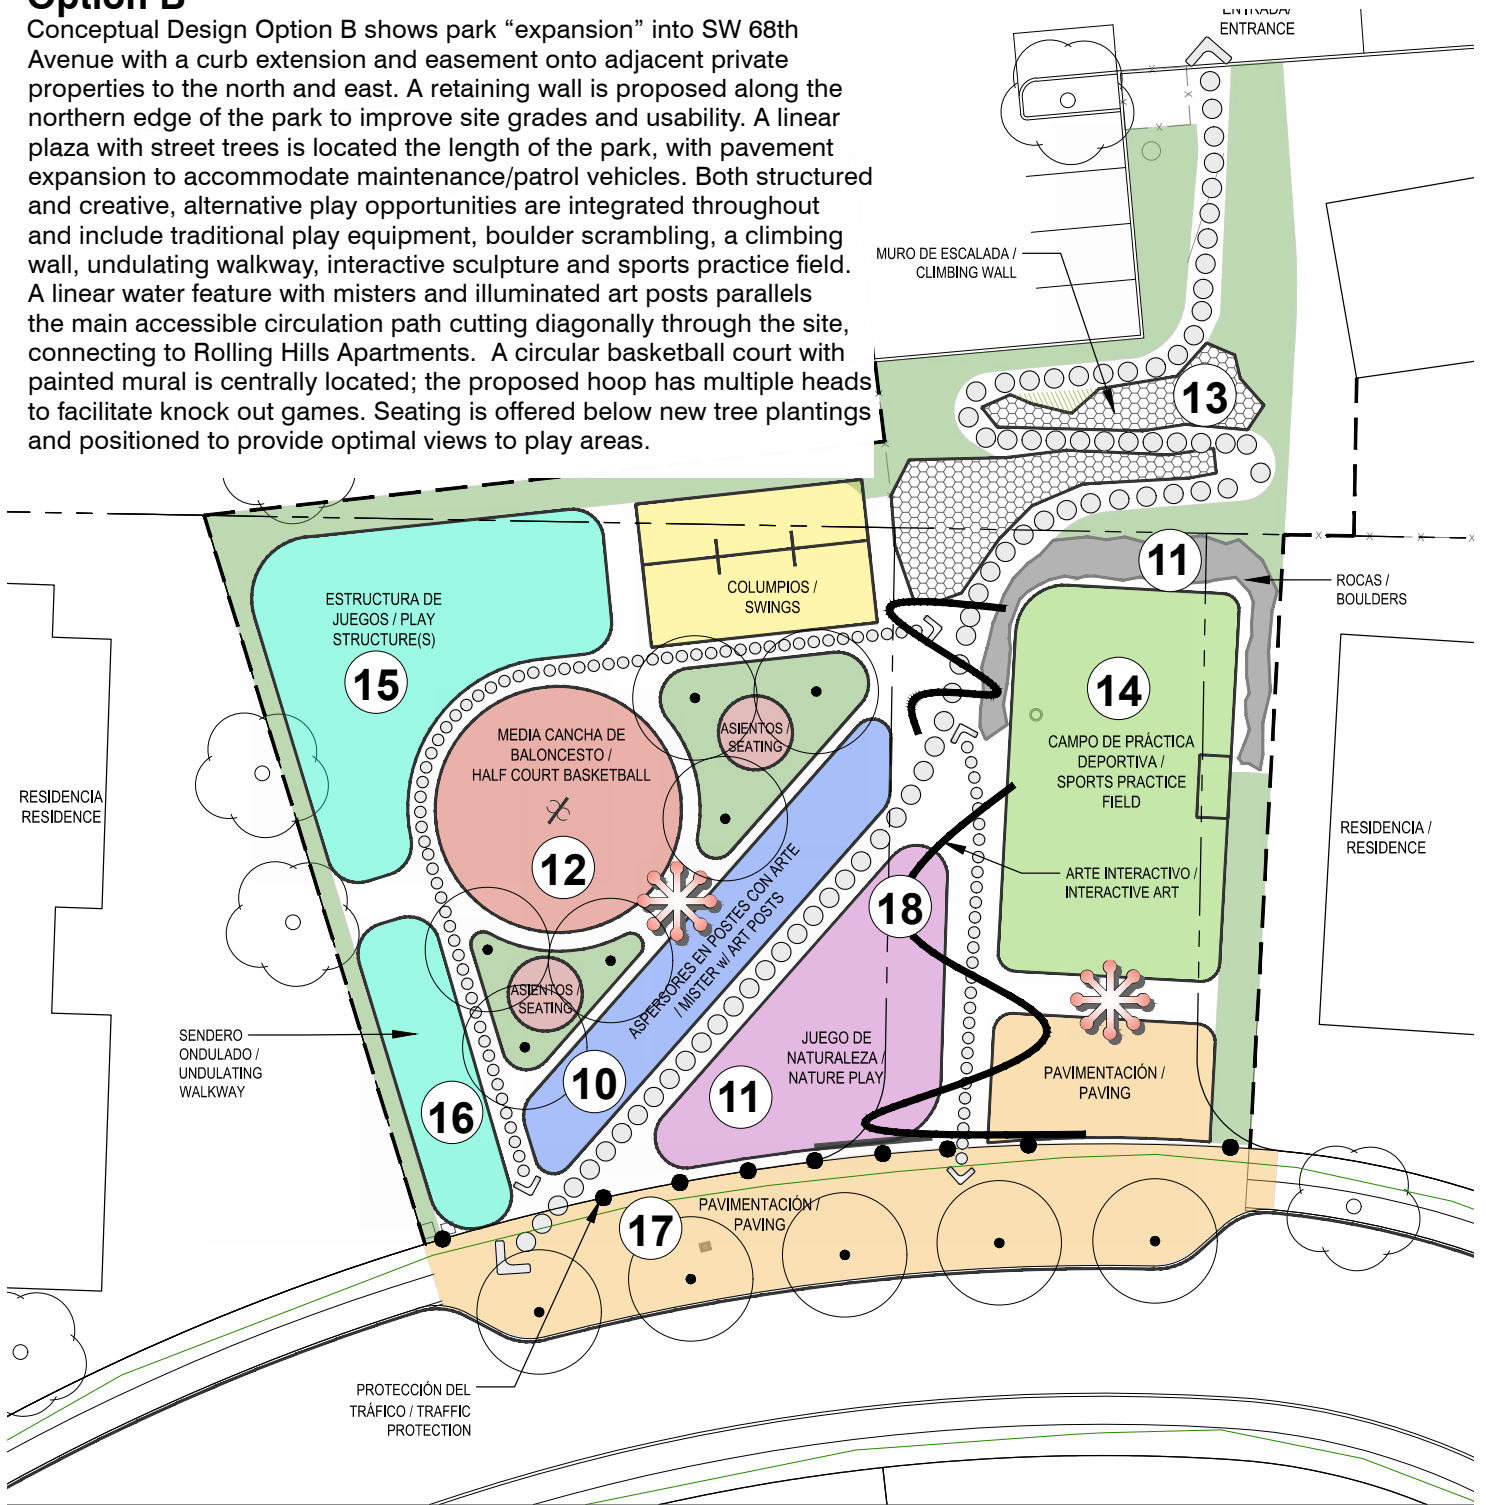 Option B
Conceptual Design Option B shows park “expansion” into SW 68th
Avenue with a curb extension and easement onto adjacent private
properties to the north and east. A retaining wall is proposed along the
northern edge of the park to improve site grades and usability. A linear
plaza with street trees is located the length of the park, with pavement
expansion to accommodate maintenance/patrol vehicles. Both structured
and creative, alternative play opportunities are integrated throughout
and include traditional play equipment, boulder scrambling, a climbing
wall, undulating walkway, interactive sculpture and sports practice field.
A linear water feature with misters and illuminated art posts parallels
the main accessible circulation path cutting diagonally through the site,
connecting to Rolling Hills Apartments.  A circular basketball court with
painted mural is centrally located; the proposed hoop has multiple heads
to facilitate knock out games. Seating is offered below new tree plantings
and positioned to provide optimal views to play areas.
ENTRADA/
ENTRANCE
MURO DE ESCALADA /
CLIMBING WALL
13
11
ROCAS /
BOULDERS
COLUMPIOS /
SWINGS
ESTRUCTURA DE
JUEGOS / PLAY
STRUCTURE(S)
15
14
CAMPO DE PRÁCTICA
DEPORTIVA /
SPORTS PRACTICE
FIELD
MEDIA CANCHA DE
BALONCESTO /
HALF COURT BASKETBALL
12
ASIENTOS /
SEATING
RESIDENCIA
RESIDENCE
RESIDENCIA /
RESIDENCE
ARTE INTERACTIVO /
INTERACTIVE ART
18
ASPERSORES EN POSTES CON ARTE
/ MISTER w/ ART POSTS
ASIENTOS /
SEATING
10
SENDERO
ONDULADO /
UNDULATING
WALKWAY
16
JUEGO DE
NATURALEZA /
NATURE PLAY
11
PAVIMENTACIÓN /
PAVING
17
PAVIMENTACIÓN /
PAVING
PROTECCIÓN DEL
TRÁFICO / TRAFFIC
PROTECTION